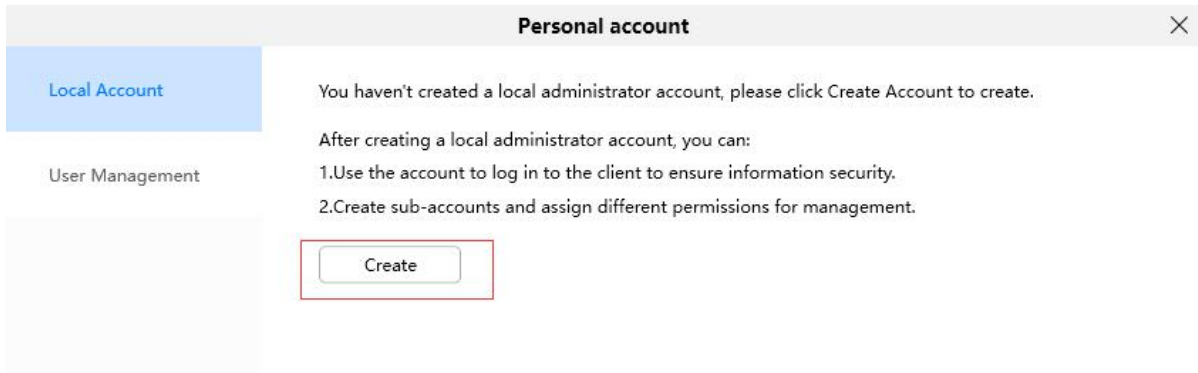 Personal account
Local Account
User Management
You haven't created a local administrator account, please click Create Account to create.
After creating a local administrator account, you can:
1.Use the account to log in to the client to ensure information security.
2.Create sub-accounts and assign different permissions for management.
Create